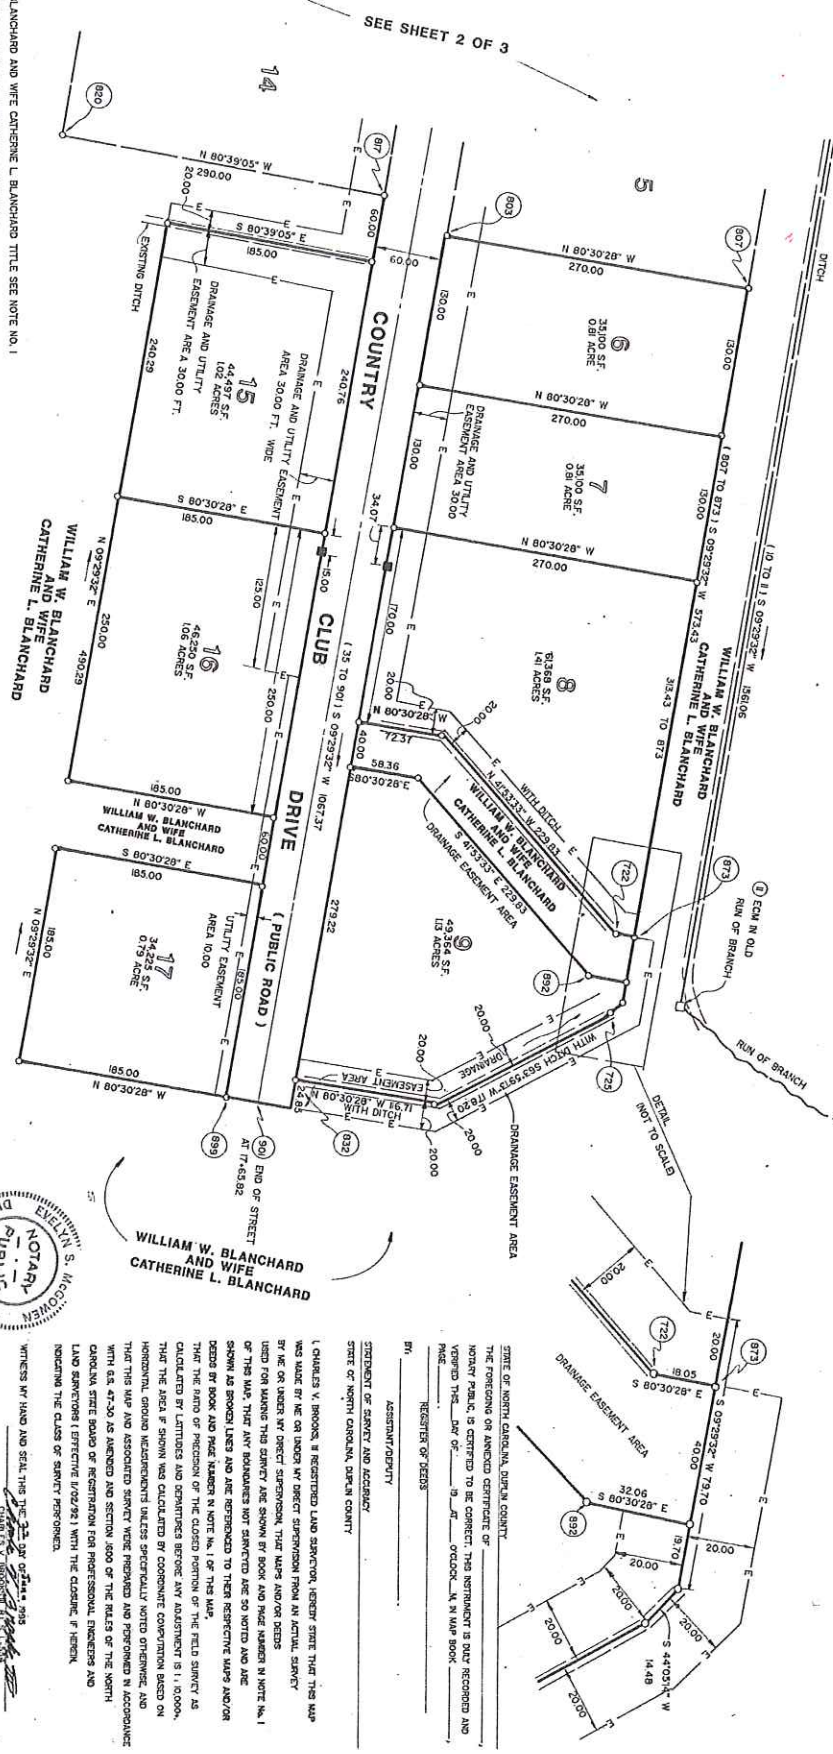 SEE SHEET 2 OF 3
LANCHARD AND WIFE CATHERINE L. BLANCHARD TITLE SEE NOTE NO. 1
DITCH
14
820
817
N 80°39'05" W
290.00
20.00
S 80°39'05" E
185.00
60.00
60.00
EXISTING DITCH
DRAINAGE AND UTILITY
EASEMENT AREA 30.00 FT.
15
44,497 S.F.
1.02 ACRES
240.29
240.76
DRAINAGE AND UTILITY EASEMENT
AREA 30.00 FT. WIDE
S 80°30'28" E
185.00
5
803
807
N 80°30'28" W
270.00
130.00
130.00
6
35,100 S.F.
0.81 ACRE
N 80°30'28" W
270.00
130.00
130.00
7
35,100 S.F.
0.81 ACRE
DRAINAGE AND UTILITY
EASEMENT AREA 30.00
N 80°30'28" W
270.00
( 807 TO 873 ) S 09°29'32" W 573.43
( 10 TO 11 ) S 09°29'32" W 1561.06
WILLIAM W. BLANCHARD
AND WIFE
CATHERINE L. BLANCHARD
313.43 TO 873
8
61,368 S.F.
1.41 ACRES
34.07
15.00
170.00
20.00
N 80°30'28" W
72.37
40.00
58.36
S 80°30'28" E
20.00
WITH DITCH
N 41°53'33" W 229.83
WILLIAM W. BLANCHARD
AND WIFE
CATHERINE L. BLANCHARD
S 41°53'33" E 229.83
DRAINAGE EASEMENT AREA
722
873
892
725
11 ECM IN OLD
RUN OF BRANCH
RUN OF BRANCH
COUNTRY CLUB DRIVE
( PUBLIC ROAD )
( 35 TO 901 ) S 09°29'32" W 1067.37
WILLIAM W. BLANCHARD
AND WIFE
CATHERINE L. BLANCHARD
N 09°29'32" E
490.29
250.00
16
46,250 S.F.
1.06 ACRES
125.00
250.00
185.00
N 80°30'28" W
WILLIAM W. BLANCHARD
AND WIFE
CATHERINE L. BLANCHARD
S 80°30'28" E
185.00
60.00
17
34,225 S.F.
0.79 ACRE
185.00
N 09°29'32" E
UTILITY EASEMENT
AREA 10.00
185.00
185.00
N 80°30'28" W
279.22
9
49,364 S.F.
1.13 ACRES
20.00
DRAINAGE
WITH DITCH S63°59'13"W 178.20
20.00
EASEMENT AREA
N 80°30'28" W 116.71
WITH DITCH
24.85
20.00
20.00
DRAINAGE EASEMENT AREA
832
899
901 END OF STREET
AT 17+65.82
WILLIAM W. BLANCHARD
AND WIFE
CATHERINE L. BLANCHARD
DETAIL
(NOT TO SCALE)
20.00
722
18.05
S 80°30'28" E
20.00
873
S 09°29'32" W 79.70
40.00
DRAINAGE EASEMENT AREA
32.06
S 80°30'28" E
892
19.70
20.00
20.00
20.00
20.00
S 44°05'14" W
14.48
20.00
20.00
EVELYN S. McGOWEN
NOTARY
PUBLIC
STATE OF NORTH CAROLINA, DUPLIN COUNTY
THE FOREGOING OR ANNEXED CERTIFICATE OF
NOTARY PUBLIC, IS CERTIFIED TO BE CORRECT. THIS INSTRUMENT IS DULY RECORDED AND
VERIFIED THIS DAY OF 19 AT O'CLOCK M. IN MAP BOOK
PAGE
REGISTER OF DEEDS
BY:
ASSISTANT/DEPUTY
STATEMENT OF SURVEY AND ACCURACY
STATE OF NORTH CAROLINA, DUPLIN COUNTY
I, CHARLES V. BROOKS, III REGISTERED LAND SURVEYOR, HEREBY STATE THAT THIS MAP
WAS MADE BY ME OR UNDER MY DIRECT SUPERVISION FROM AN ACTUAL SURVEY
BY ME OR UNDER MY DIRECT SUPERVISION, THAT MAPS AND/OR DEEDS
USED FOR MAKING THIS SURVEY ARE SHOWN BY BOOK AND PAGE NUMBER IN NOTE No. 1
OF THIS MAP, THAT ANY BOUNDARIES NOT SURVEYED ARE SO NOTED AND ARE
SHOWN AS BROKEN LINES AND ARE REFERENCED TO THEIR RESPECTIVE MAPS AND/OR
DEEDS BY BOOK AND PAGE NUMBER IN NOTE No. 1 OF THIS MAP,
THAT THE RATIO OF PRECISION OF THE CLOSED PORTION OF THE FIELD SURVEY AS
CALCULATED BY LATITUDES AND DEPARTURES BEFORE ANY ADJUSTMENT IS 1 : 10,000+,
THAT THE AREA IF SHOWN WAS CALCULATED BY COORDINATE COMPUTATION BASED ON
HORIZONTAL GROUND MEASUREMENTS UNLESS SPECIFICALLY NOTED OTHERWISE, AND
THAT THIS MAP AND ASSOCIATED SURVEY WERE PREPARED AND PERFORMED IN ACCORDANCE
WITH G.S. 47-30 AS AMENDED AND SECTION .1600 OF THE RULES OF THE NORTH
CAROLINA STATE BOARD OF REGISTRATION FOR PROFESSIONAL ENGINEERS AND
LAND SURVEYORS ( EFFECTIVE 11/02/92 ) WITH THE CLOSURE, IF HEREIN,
INDICATING THE CLASS OF SURVEY PERFORMED.
WITNESS MY HAND AND SEAL THIS THE DAY OF 1995